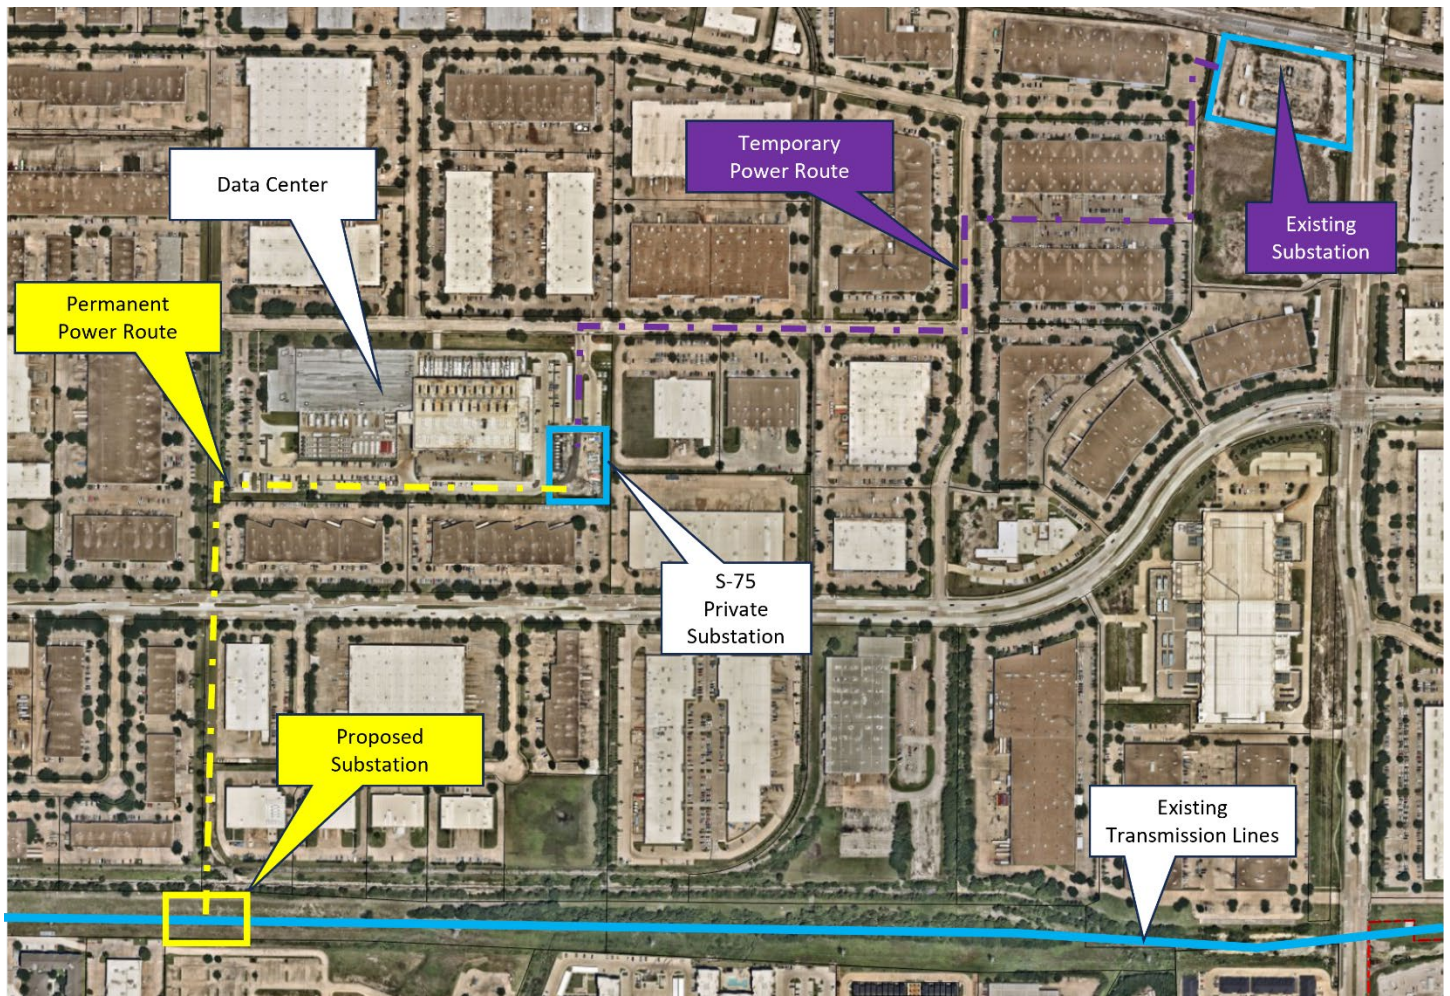 Temporary
Power Route
Data Center
Existing
Substation
Permanent
Power Route
S-75
Private
Substation
Proposed
Substation
Existing
Transmission Lines